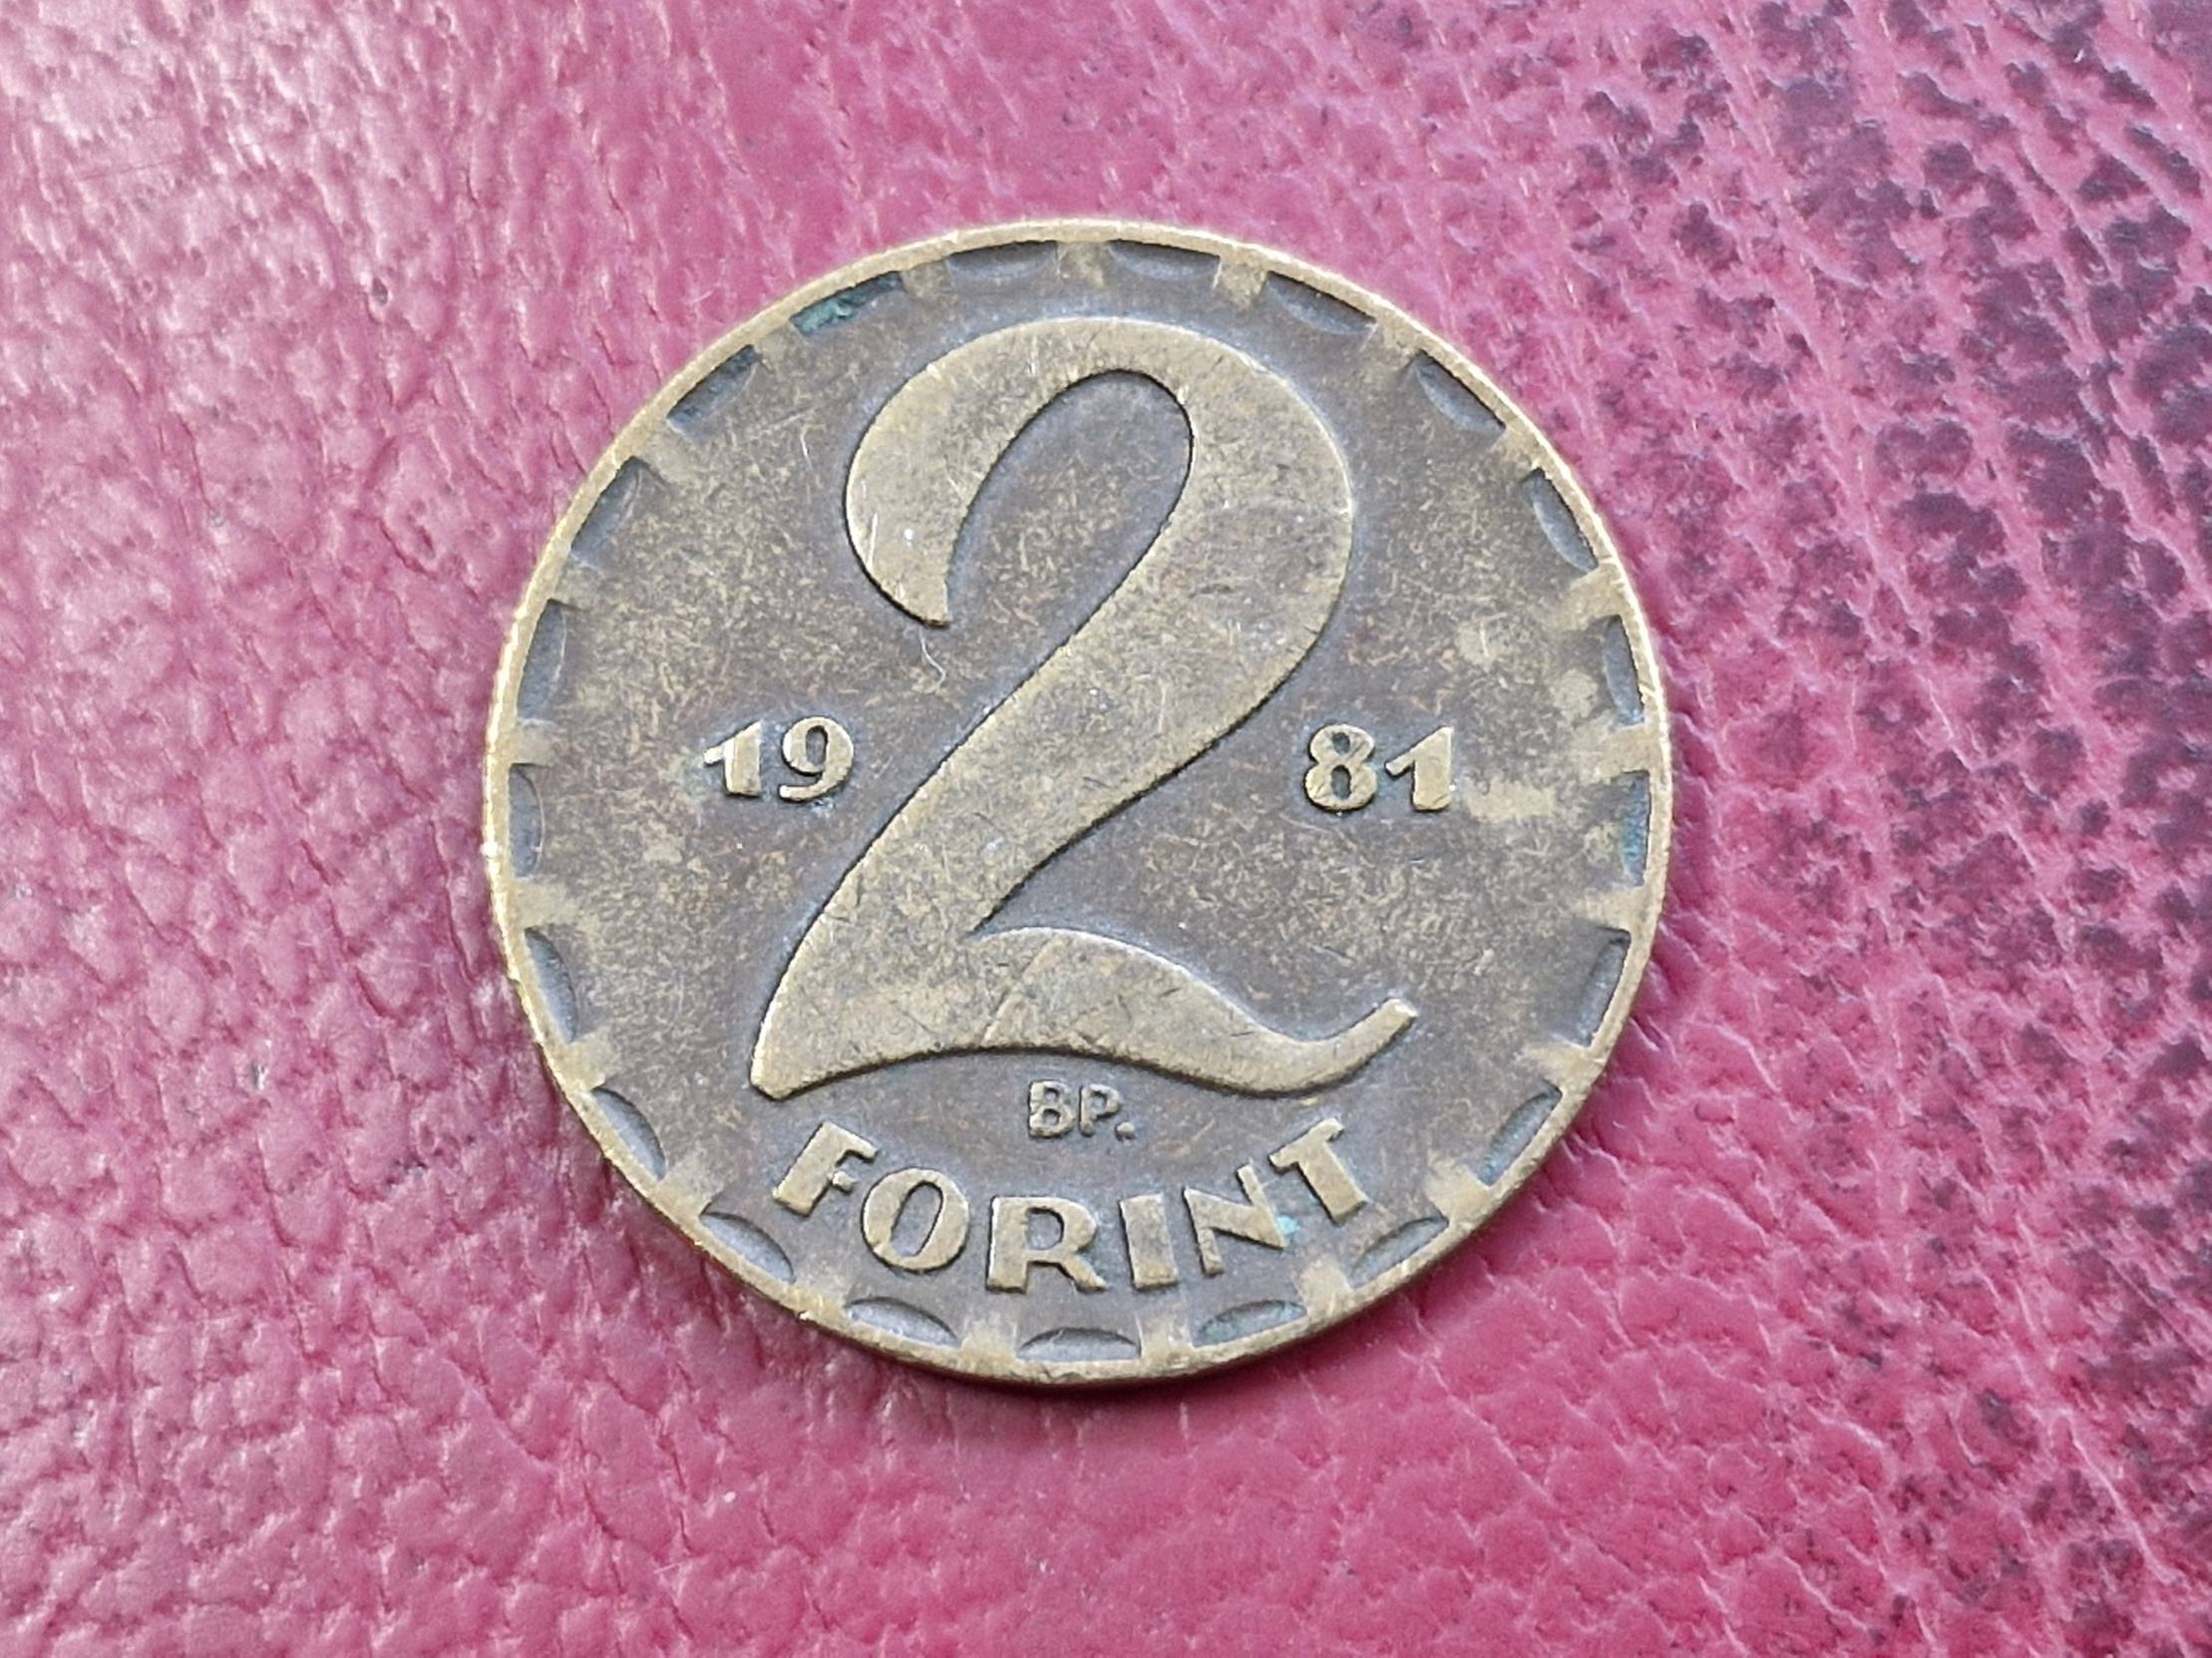 2
19 81
BP.
FORINT